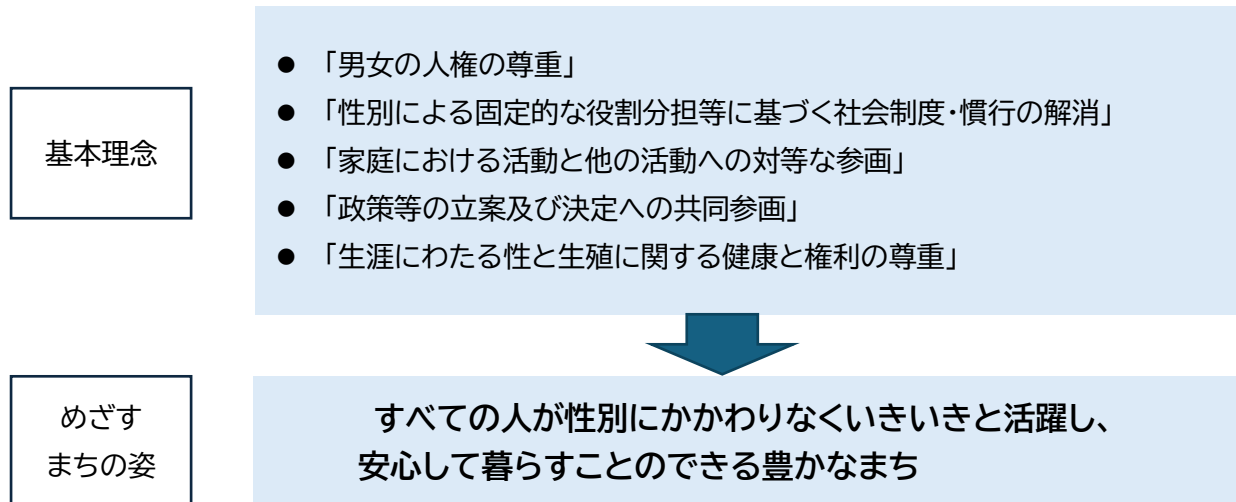 基本理念
● 「男女の人権の尊重」
● 「性別による固定的な役割分担等に基づく社会制度・慣行の解消」
● 「家庭における活動と他の活動への対等な参画」
● 「政策等の立案及び決定への共同参画」
● 「生涯にわたる性と生殖に関する健康と権利の尊重」
めざす
まちの姿
すべての人が性別にかかわりなくいきいきと活躍し、
安心して暮らすことのできる豊かなまち